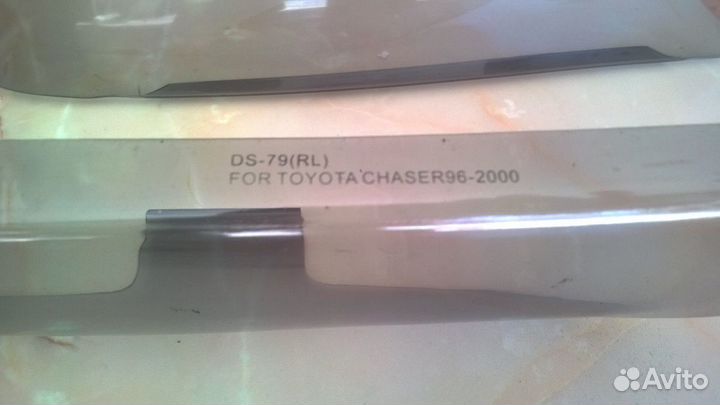 DS-79(RL)
FOR TOYOTA CHASER96-2000
Avito